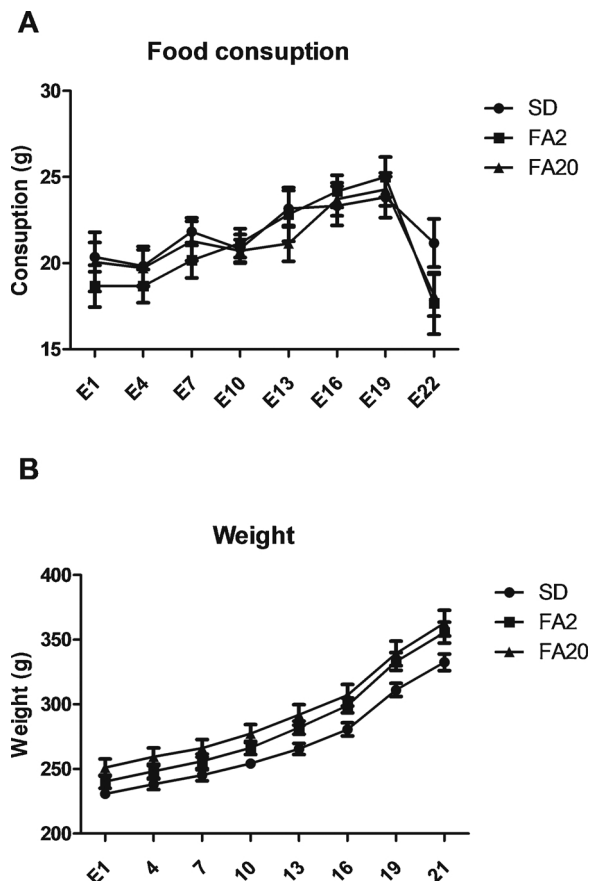 A
Food consuption
30
25
20
15
Consuption (g)
E1 E4 E7 E10 E13 E16 E19 E22
SD
FA2
FA20
B
Weight
400
350
300
250
200
Weight (g)
E1 4 7 10 13 16 19 21
SD
FA2
FA20